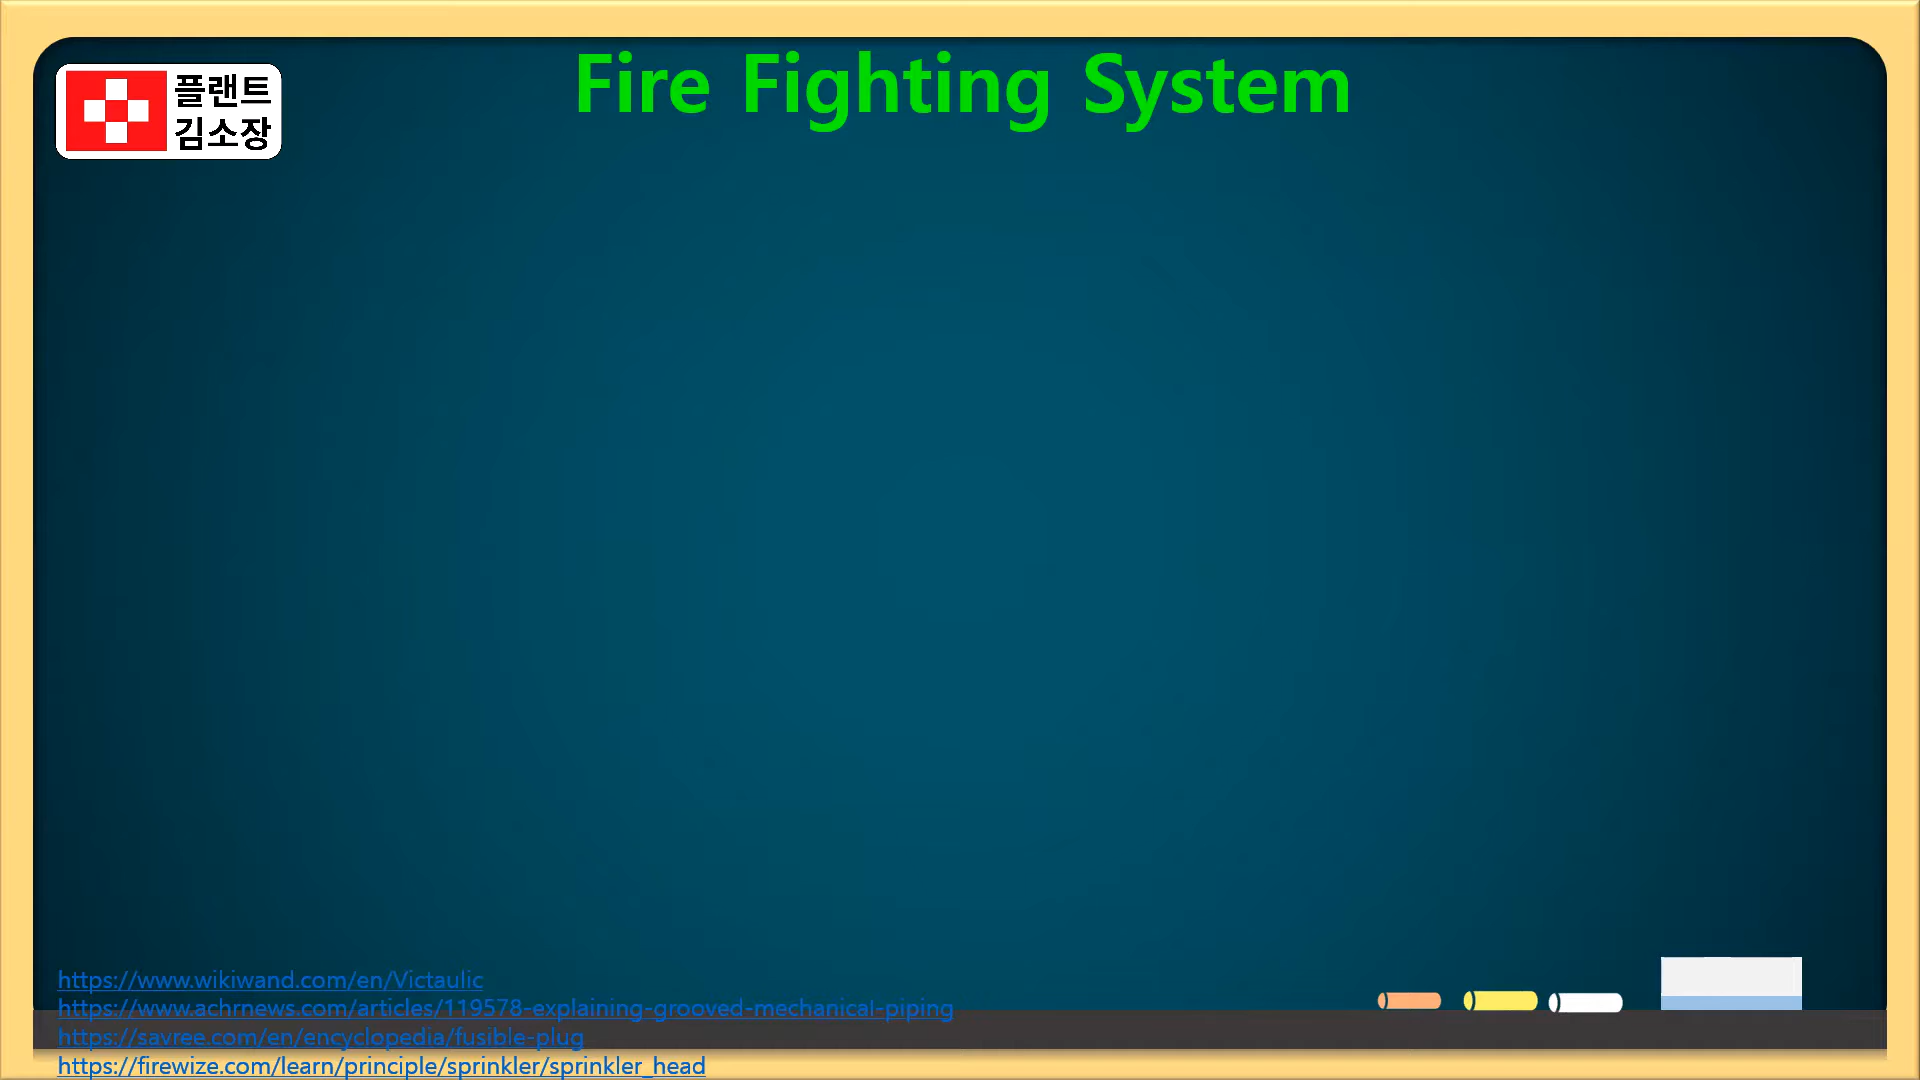 Fire Fighting System
플랜트
김소장
https://www.wikiwand.com/en/Victaulic
https://www.achrnews.com/articles/119578-explaining-grooved-mechanical-piping
https://savree.com/en/encyclopedia/fusible-plug
https://firewize.com/learn/principle/sprinkler/sprinkler_head